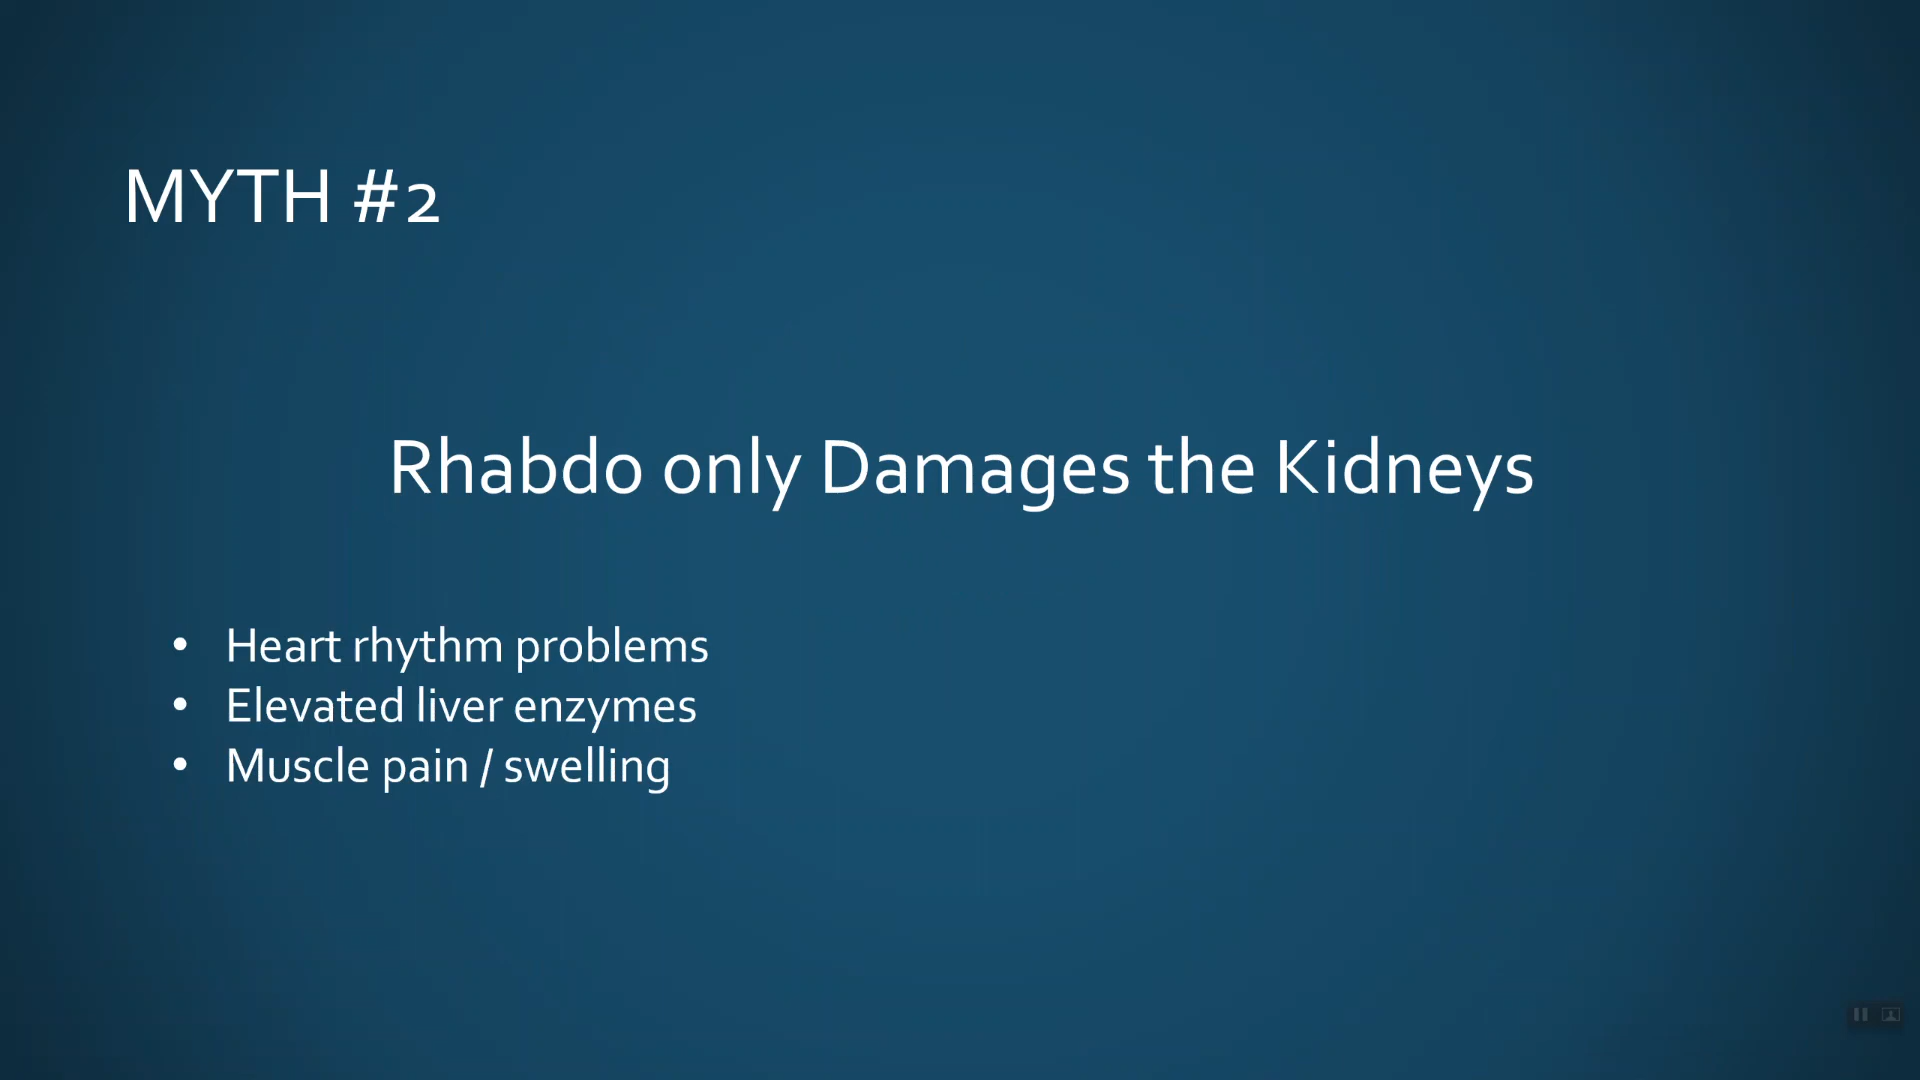 MYTH #2
Rhabdo only Damages the Kidneys
• Heart rhythm problems
• Elevated liver enzymes
• Muscle pain / swelling